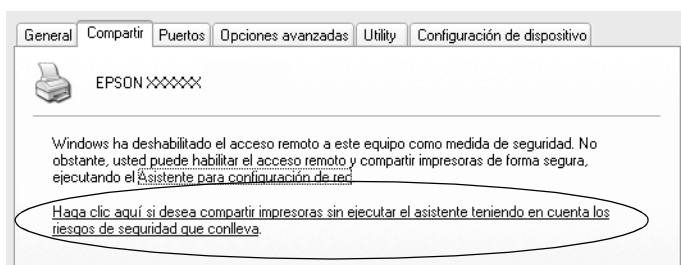 General Compartir Puertos Opciones avanzadas Utility Configuración de dispositivo
EPSON XXXXXX
Windows ha deshabilitado el acceso remoto a este equipo como medida de seguridad. No
obstante, usted puede habilitar el acceso remoto y compartir impresoras de forma segura,
ejecutando el Asistente para configuración de red
Haga clic aquí si desea compartir impresoras sin ejecutar el asistente teniendo en cuenta los
riesgos de seguridad que conlleva.